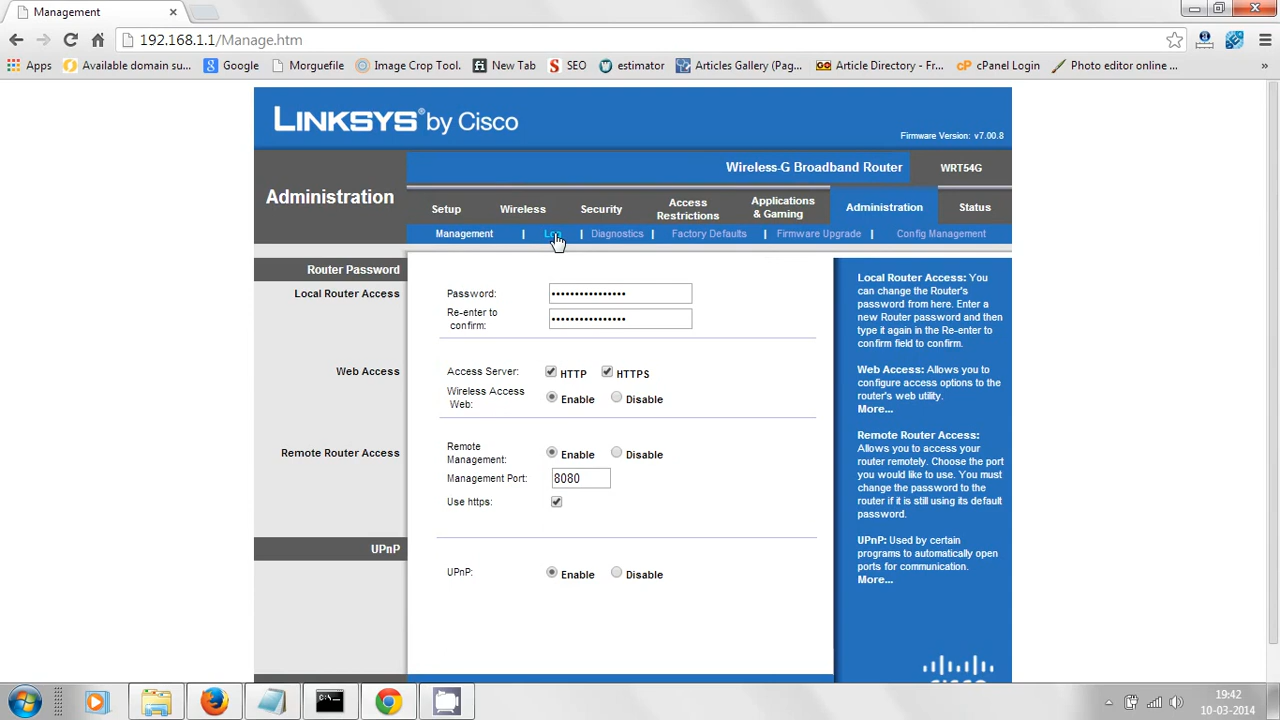 Management
192.168.1.1/Manage.htm
Apps
Available domain su...
Google
Morguefile
Image Crop Tool.
New Tab
SEO
estimator
Articles Gallery (Pag...
Article Directory - Fr...
cPanel Login
Photo editor online ...
»
LINKSYS® by Cisco
Firmware Version: v7.00.8
Wireless-G Broadband Router
WRT54G
Administration
Setup
Wireless
Security
Access
Restrictions
Applications
& Gaming
Administration
Status
Management | Log | Diagnostics | Factory Defaults | Firmware Upgrade | Config Management
Router Password
Local Router Access
Password:
Re-enter to
confirm:
Web Access
Access Server:
HTTP
HTTPS
Wireless Access
Web:
Enable
Disable
Remote Router Access
Remote
Management:
Enable
Disable
Management Port:
8080
Use https:
UPnP
UPnP:
Enable
Disable
Local Router Access: You
can change the Router's
password from here. Enter a
new Router password and then
type it again in the Re-enter to
confirm field to confirm.
Web Access: Allows you to
configure access options to the
router's web utility.
More...
Remote Router Access:
Allows you to access your
router remotely. Choose the port
you would like to use. You must
change the password to the
router if it is still using its default
password.
UPnP: Used by certain
programs to automatically open
ports for communication.
More...
CISCO
19:42
10-03-2014